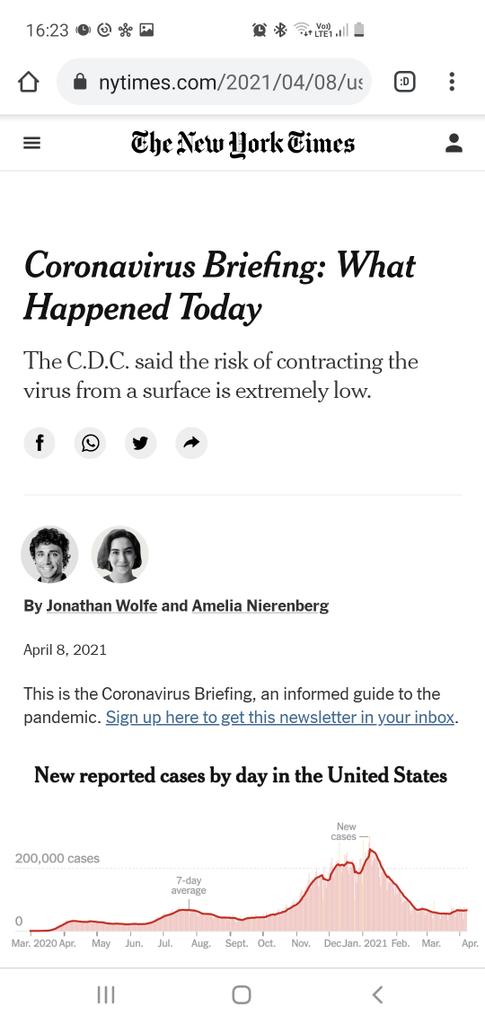 16:23
Vo) LTE1
nytimes.com/2021/04/08/us
:D
The New York Times
Coronavirus Briefing: What
Happened Today
The C.D.C. said the risk of contracting the
virus from a surface is extremely low.
By Jonathan Wolfe and Amelia Nierenberg
April 8, 2021
This is the Coronavirus Briefing, an informed guide to the
pandemic. Sign up here to get this newsletter in your inbox.
New reported cases by day in the United States
New
cases
200,000 cases
7-day
average
0
Mar. 2020 Apr. May Jun. Jul. Aug. Sept. Oct. Nov. Dec. Jan. 2021 Feb. Mar. Apr.